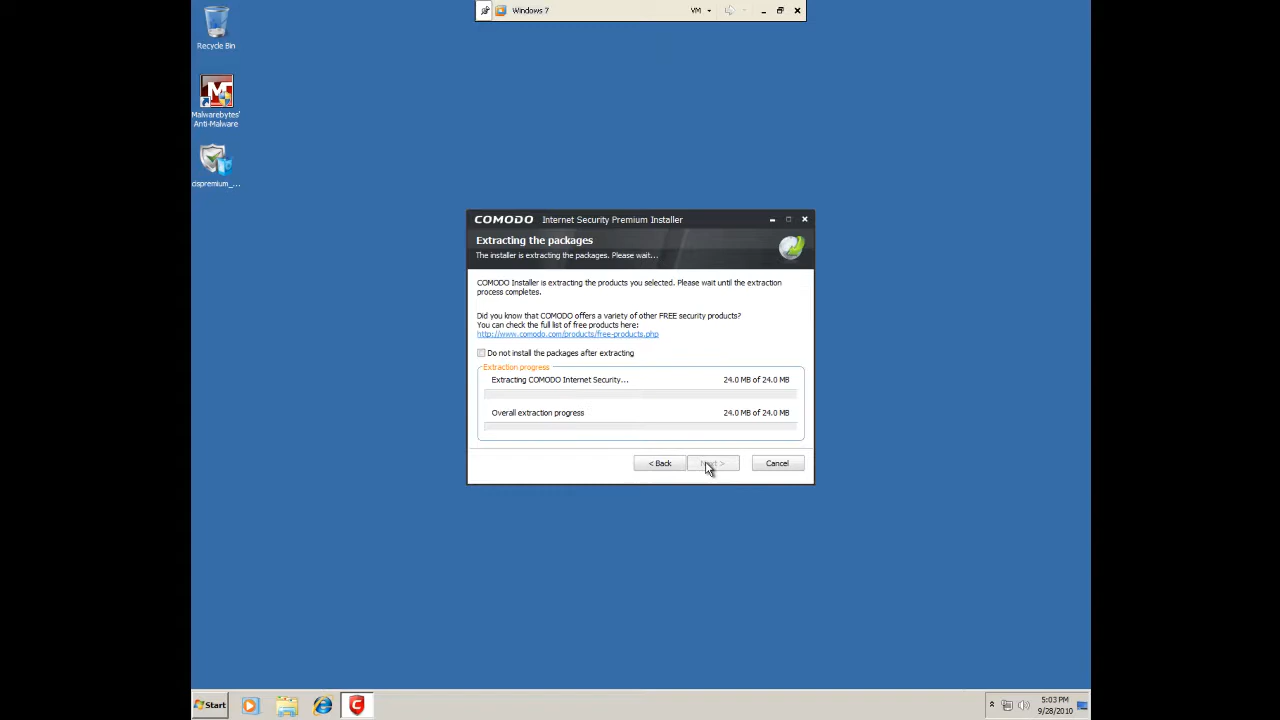 Windows 7
VM
Recycle Bin
Malwarebytes'
Anti-Malware
cispremium_...
COMODO Internet Security Premium Installer
Extracting the packages
The installer is extracting the packages. Please wait...
COMODO Installer is extracting the products you selected. Please wait until the extraction
process completes.
Did you know that COMODO offers a variety of other FREE security products?
You can check the full list of free products here:
http://www.comodo.com/products/free-products.php
Do not install the packages after extracting
Extraction progress
Extracting COMODO Internet Security... 24.0 MB of 24.0 MB
Overall extraction progress 24.0 MB of 24.0 MB
< Back Next > Cancel
Start
5:03 PM
9/28/2010